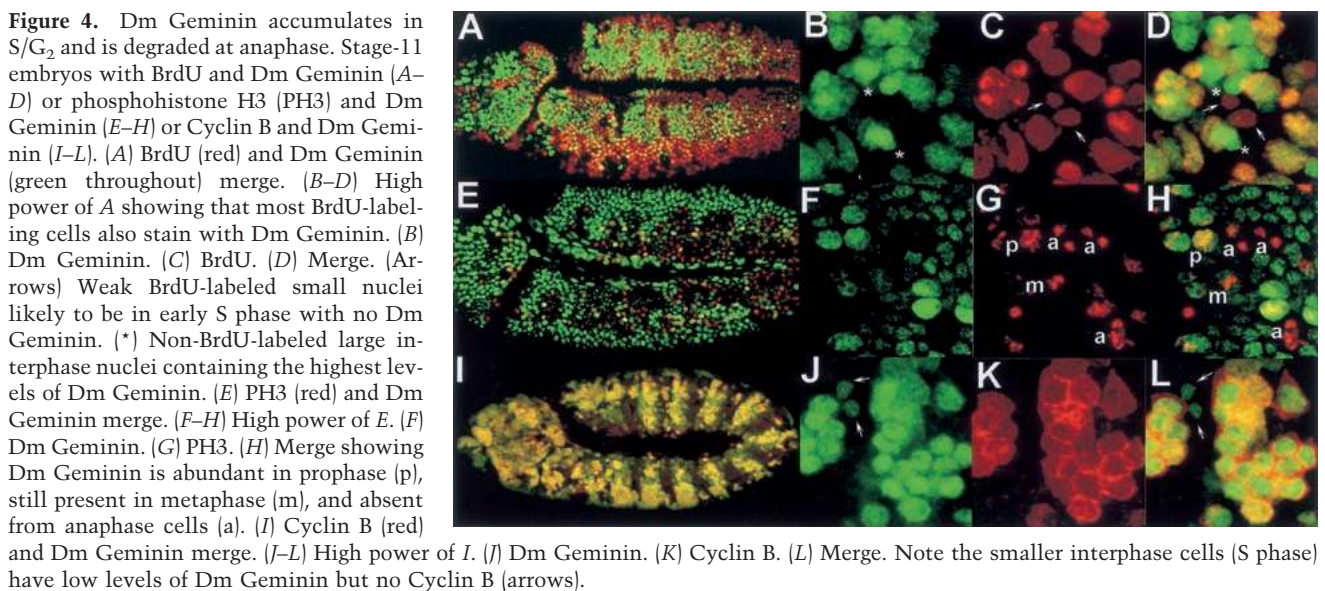 Figure 4. Dm Geminin accumulates in
S/G2 and is degraded at anaphase. Stage-11
embryos with BrdU and Dm Geminin (A–
D) or phosphohistone H3 (PH3) and Dm
Geminin (E–H) or Cyclin B and Dm Gemi-
nin (I–L). (A) BrdU (red) and Dm Geminin
(green throughout) merge. (B–D) High
power of A showing that most BrdU-label-
ing cells also stain with Dm Geminin. (B)
Dm Geminin. (C) BrdU. (D) Merge. (Ar-
rows) Weak BrdU-labeled small nuclei
likely to be in early S phase with no Dm
Geminin. (*) Non-BrdU-labeled large in-
terphase nuclei containing the highest lev-
els of Dm Geminin. (E) PH3 (red) and Dm
Geminin merge. (F–H) High power of E. (F)
Dm Geminin. (G) PH3. (H) Merge showing
Dm Geminin is abundant in prophase (p),
still present in metaphase (m), and absent
from anaphase cells (a). (I) Cyclin B (red)
and Dm Geminin merge. (J–L) High power of I. (J) Dm Geminin. (K) Cyclin B. (L) Merge. Note the smaller interphase cells (S phase)
have low levels of Dm Geminin but no Cyclin B (arrows).
A B C D
* * * *
E F G H
p a a p a a
m m
a a
I J K L